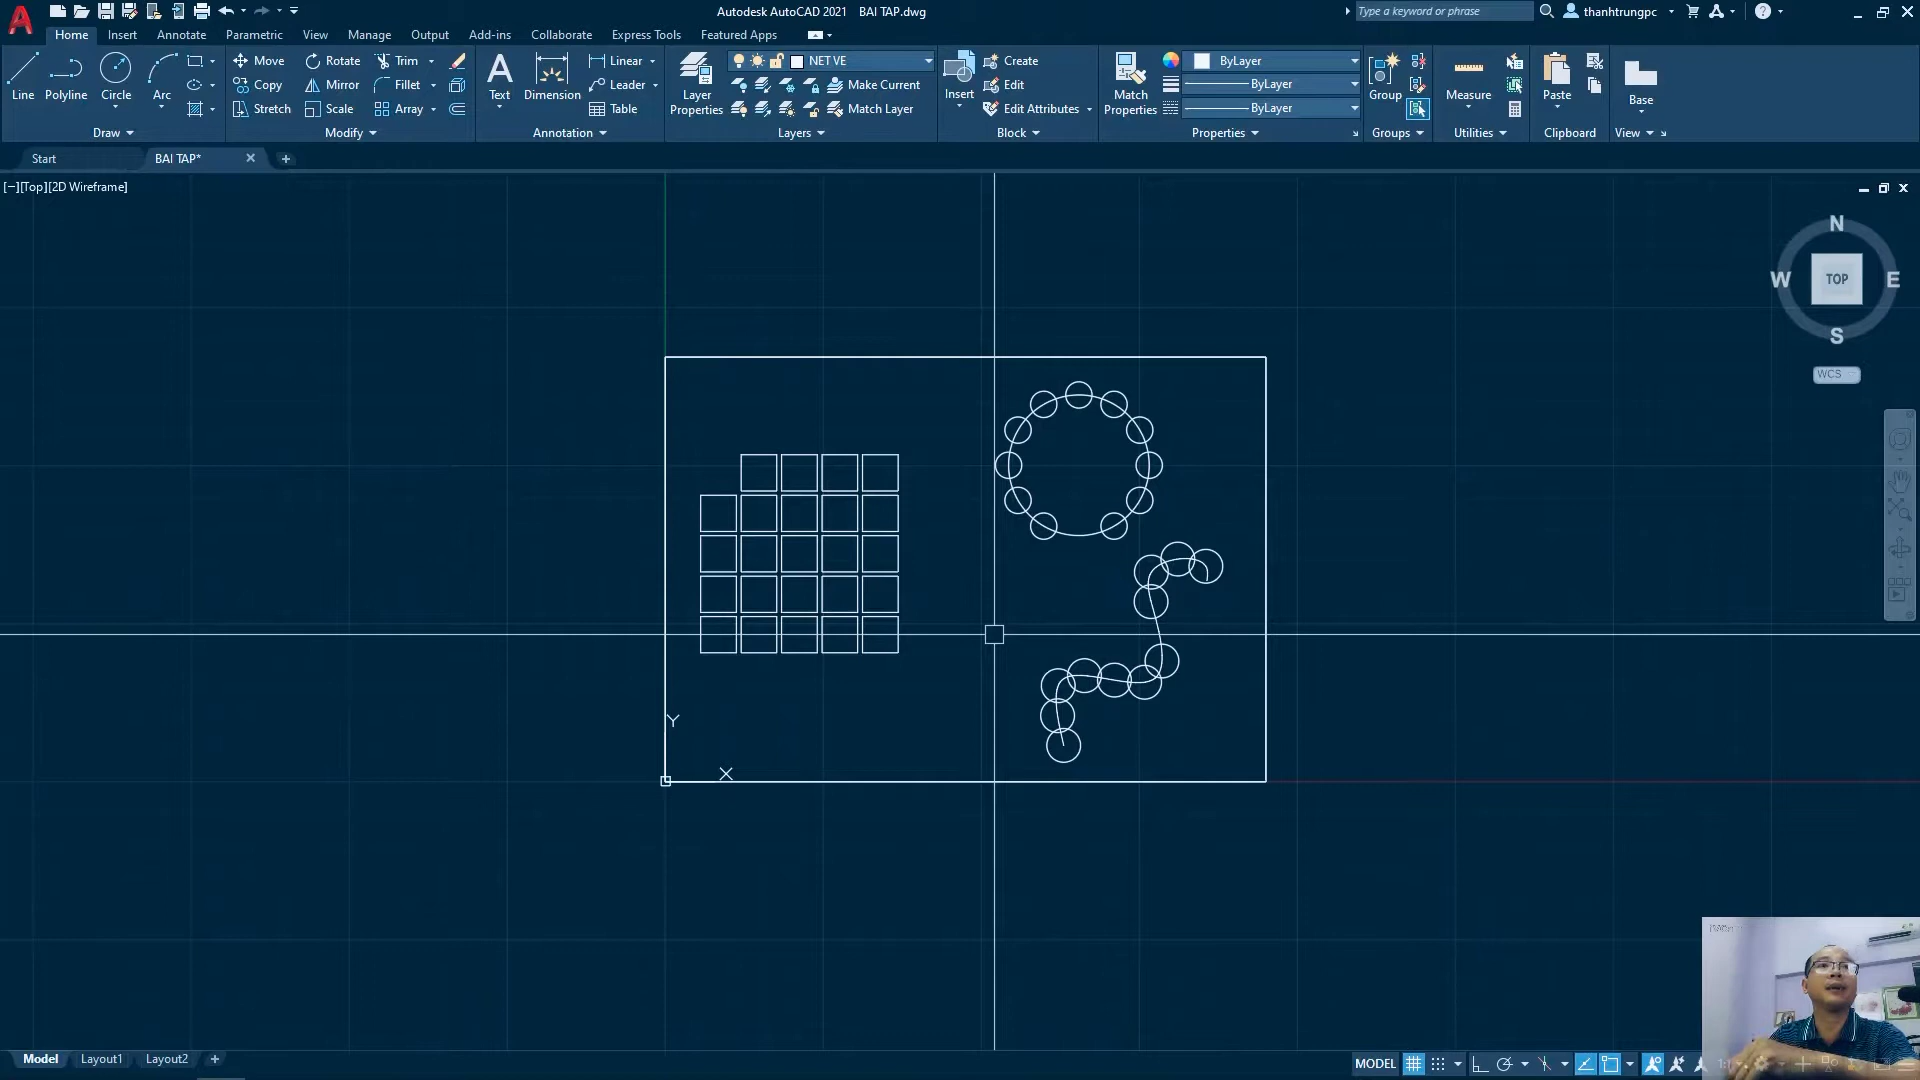 Autodesk AutoCAD 2021 BAI TAP.dwg
Type a keyword or phrase
thanhtrungpc
Home Insert Annotate Parametric View Manage Output Add-ins Collaborate Express Tools Featured Apps
Line Polyline Circle Arc
Draw
Move Rotate Trim
Copy Mirror Fillet
Stretch Scale Array
Modify
Text Dimension
Linear
Leader
Table
Annotation
Layer Properties
NET VE
Make Current
Match Layer
Layers
Insert
Create
Edit
Edit Attributes
Block
Match Properties
ByLayer
ByLayer
ByLayer
Properties
Group
Groups
Measure
Utilities
Paste
Clipboard
Base
View
Start BAI TAP*
[−][Top][2D Wireframe]
N
W TOP E
S
WCS
Y
X
Model Layout1 Layout2
MODEL